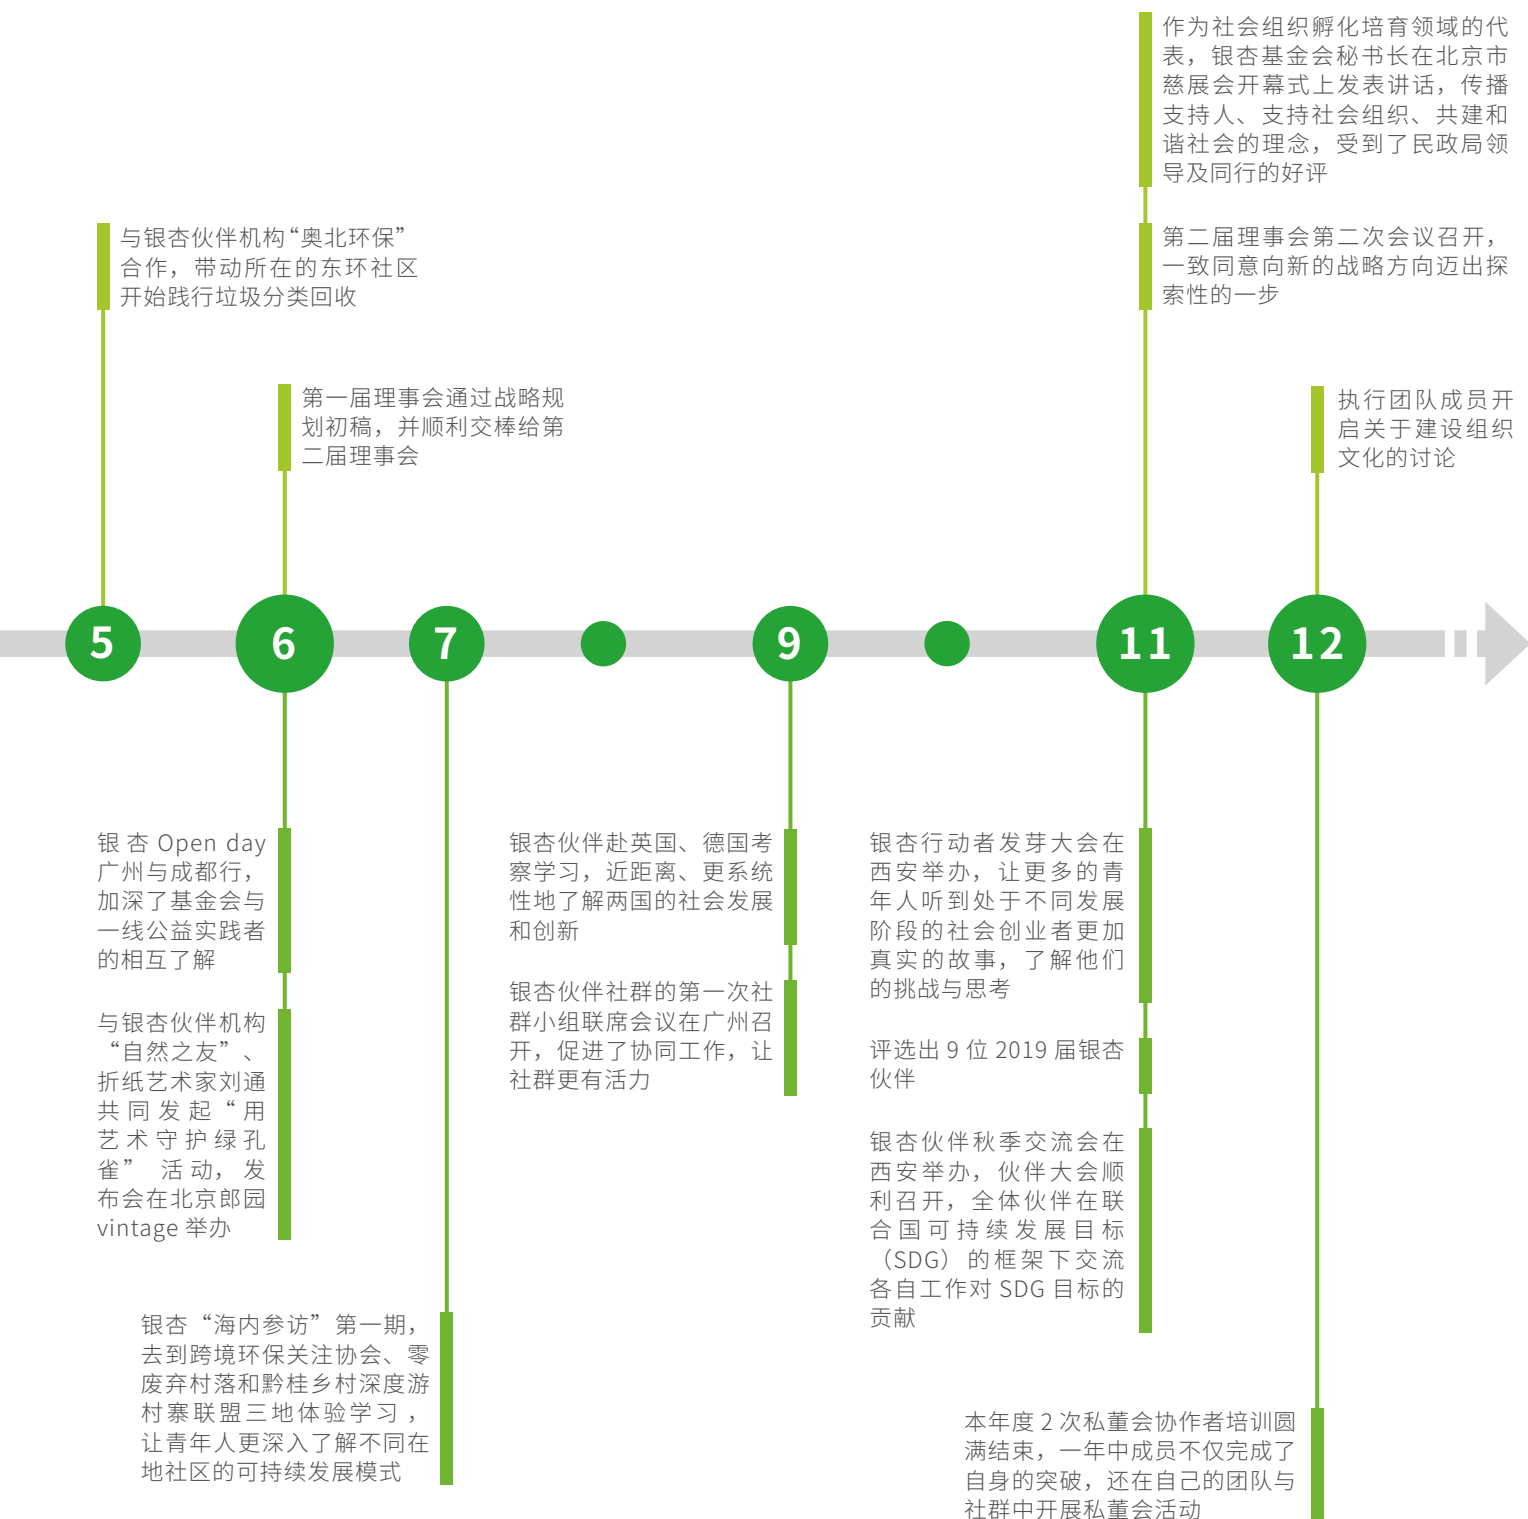 作为社会组织孵化培育领域的代
表，银杏基金会秘书长在北京市
慈展会开幕式上发表讲话，传播
支持人、支持社会组织、共建和
谐社会的理念，受到了民政局领
导及同行的好评
与银杏伙伴机构“奥北环保”
合作，带动所在的东环社区
开始践行垃圾分类回收
第二届理事会第二次会议召开，
一致同意向新的战略方向迈出探
索性的一步
第一届理事会通过战略规
划初稿，并顺利交棒给第
二届理事会
执行团队成员开
启关于建设组织
文化的讨论
5
6
7
9
11
12
银杏 Open day
广州与成都行，
加深了基金会与
一线公益实践者
的相互了解
与银杏伙伴机构
“自然之友”、
折纸艺术家刘通
共同发起“用
艺术守护绿孔
雀” 活动，发
布会在北京郎园
vintage 举办
银杏“海内参访”第一期，
去到跨境环保关注协会、零
废弃村落和黔桂乡村深度游
村寨联盟三地体验学习，
让青年人更深入了解不同在
地社区的可持续发展模式
银杏伙伴赴英国、德国考
察学习，近距离、更系统
性地了解两国的社会发展
和创新
银杏伙伴社群的第一次社
群小组联席会议在广州召
开，促进了协同工作，让
社群更有活力
银杏行动者发芽大会在
西安举办，让更多的青
年人听到处于不同发展
阶段的社会创业者更加
真实的故事，了解他们
的挑战与思考
评选出 9 位 2019 届银杏
伙伴
银杏伙伴秋季交流会在
西安举办，伙伴大会顺
利召开，全体伙伴在联
合国可持续发展目标
（SDG）的框架下交流
各自工作对 SDG 目标的
贡献
本年度 2 次私董会协作者培训圆
满结束，一年中成员不仅完成了
自身的突破，还在自己的团队与
社群中开展私董会活动